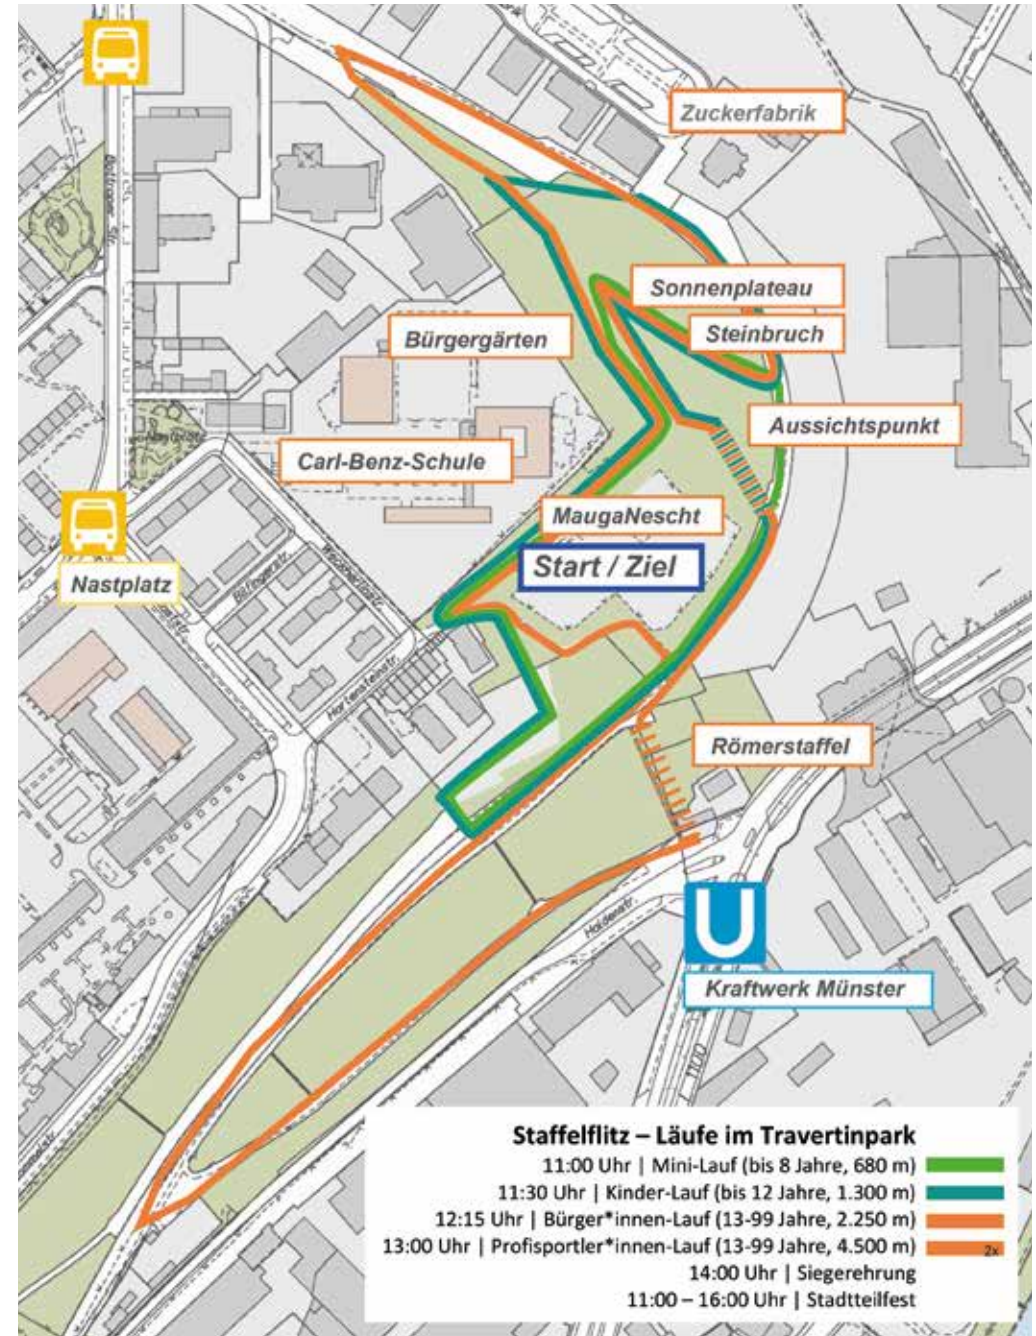 Zuckerfabrik
Sonnenplateau
Steinbruch
Bürgergärten
Aussichtspunkt
Carl-Benz-Schule
MaugaNescht
Start / Ziel
Nastplatz
Hartensteinstr.
Römerstaffel
Haldenstr.
U
Kraftwerk Münster
1100
Staffelflitz – Läufe im Travertinpark
11:00 Uhr | Mini-Lauf (bis 8 Jahre, 680 m)
11:30 Uhr | Kinder-Lauf (bis 12 Jahre, 1.300 m)
12:15 Uhr | Bürger*innen-Lauf (13-99 Jahre, 2.250 m)
13:00 Uhr | Profisportler*innen-Lauf (13-99 Jahre, 4.500 m) 2x
14:00 Uhr | Siegerehrung
11:00 – 16:00 Uhr | Stadtteilfest